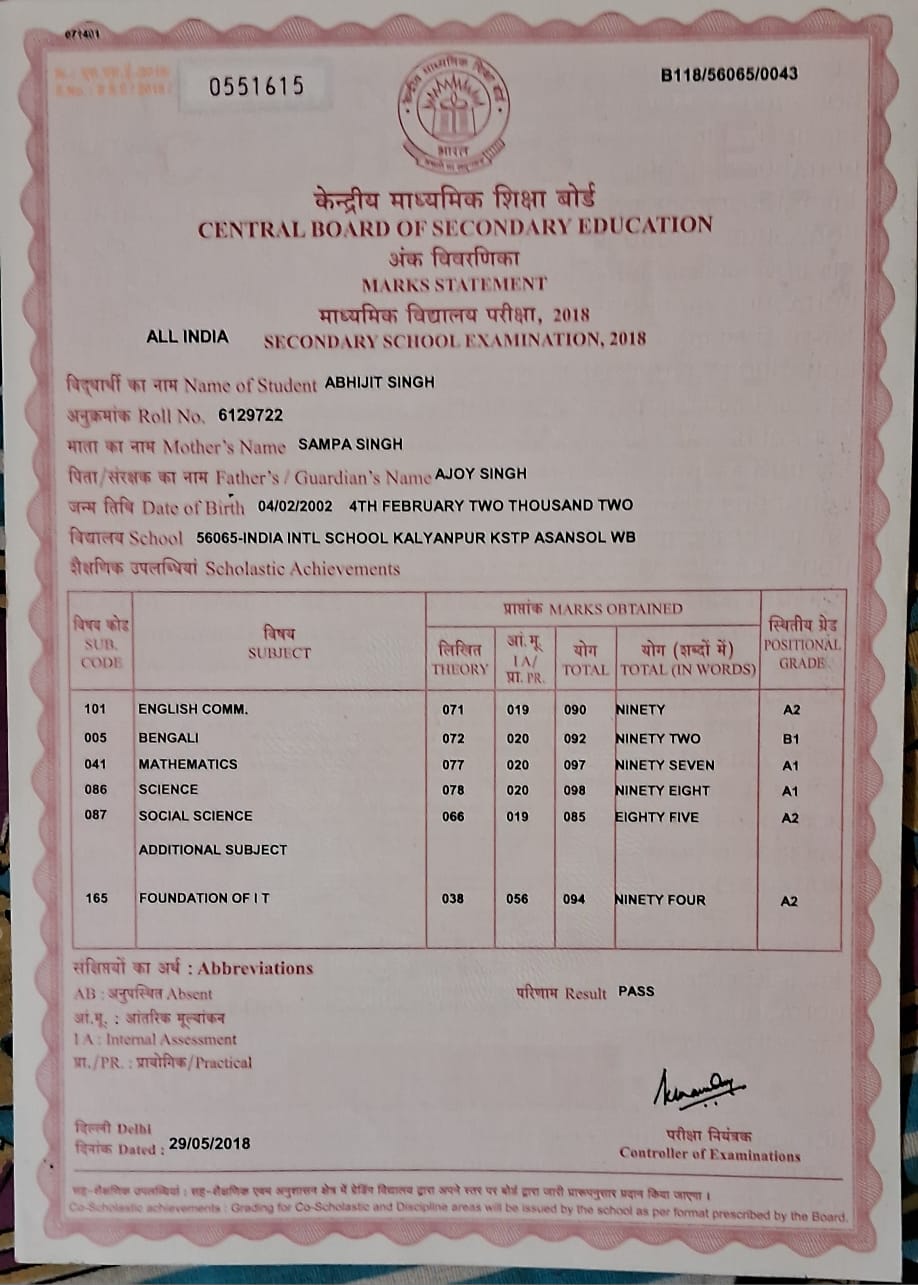 071401
0551615
B118/56065/0043
केन्द्रीय माध्यमिक शिक्षा बोर्ड
भारत
केन्द्रीय माध्यमिक शिक्षा बोर्ड
CENTRAL BOARD OF SECONDARY EDUCATION
अंक विवरणिका
MARKS STATEMENT
माध्यमिक विद्यालय परीक्षा, 2018
ALL INDIA SECONDARY SCHOOL EXAMINATION, 2018
विद्यार्थी का नाम Name of Student ABHIJIT SINGH
अनुक्रमांक Roll No. 6129722
माता का नाम Mother's Name SAMPA SINGH
पिता/संरक्षक का नाम Father's / Guardian's Name AJOY SINGH
जन्म तिथि Date of Birth 04/02/2002 4TH FEBRUARY TWO THOUSAND TWO
विद्यालय School 56065-INDIA INTL SCHOOL KALYANPUR KSTP ASANSOL WB
शैक्षणिक उपलब्धियां Scholastic Achievements
विषय कोड SUB. CODE
विषय SUBJECT
प्राप्तांक MARKS OBTAINED
लिखित THEORY
आं.मू. I A/ प्रा. PR.
योग TOTAL
योग (शब्दों में) TOTAL (IN WORDS)
स्थितीय ग्रेड POSITIONAL GRADE
101 ENGLISH COMM. 071 019 090 NINETY A2
005 BENGALI 072 020 092 NINETY TWO B1
041 MATHEMATICS 077 020 097 NINETY SEVEN A1
086 SCIENCE 078 020 098 NINETY EIGHT A1
087 SOCIAL SCIENCE 066 019 085 EIGHTY FIVE A2
ADDITIONAL SUBJECT
165 FOUNDATION OF I T 038 056 094 NINETY FOUR A2
संक्षिप्तियों का अर्थ : Abbreviations
AB : अनुपस्थित Absent
परिणाम Result PASS
आं.मू. : आंतरिक मूल्यांकन
I A : Internal Assessment
प्रा./PR. : प्रायोगिक/Practical
दिल्ली Delhi
दिनांक Dated : 29/05/2018
परीक्षा नियंत्रक
Controller of Examinations
सह-शैक्षणिक उपलब्धियां : सह-शैक्षणिक एवम अनुशासन क्षेत्र में ग्रेडिंग विद्यालय द्वारा अपने स्तर पर बोर्ड द्वारा जारी प्रारूपनुसार प्रदान किया जाएगा ।
Co-Scholastic achievements : Grading for Co-Scholastic and Discipline areas will be issued by the school as per format prescribed by the Board.